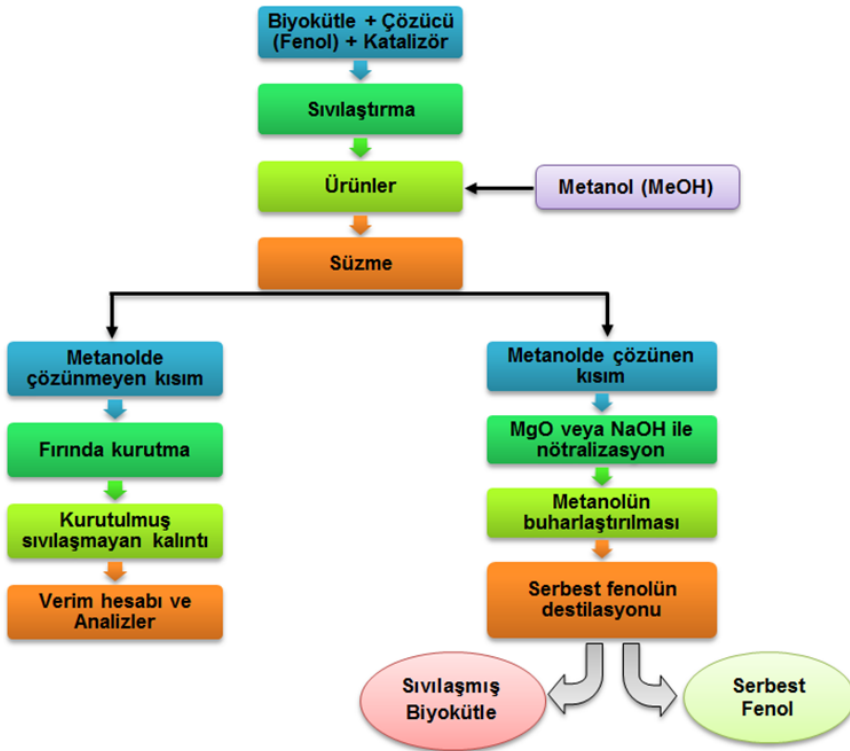 Biyokütle + Çözücü
(Fenol) + Katalizör
Sıvılaştırma
Ürünler
Metanol (MeOH)
Süzme
Metanolde
çözünmeyen kısım
Fırında kurutma
Kurutulmuş
sıvılaşmayan kalıntı
Verim hesabı ve
Analizler
Metanolde çözünen
kısım
MgO veya NaOH ile
nötralizasyon
Metanolün
buharlaştırılması
Serbest fenolün
destilasyonu
Sıvılaşmış
Biyokütle
Serbest
Fenol